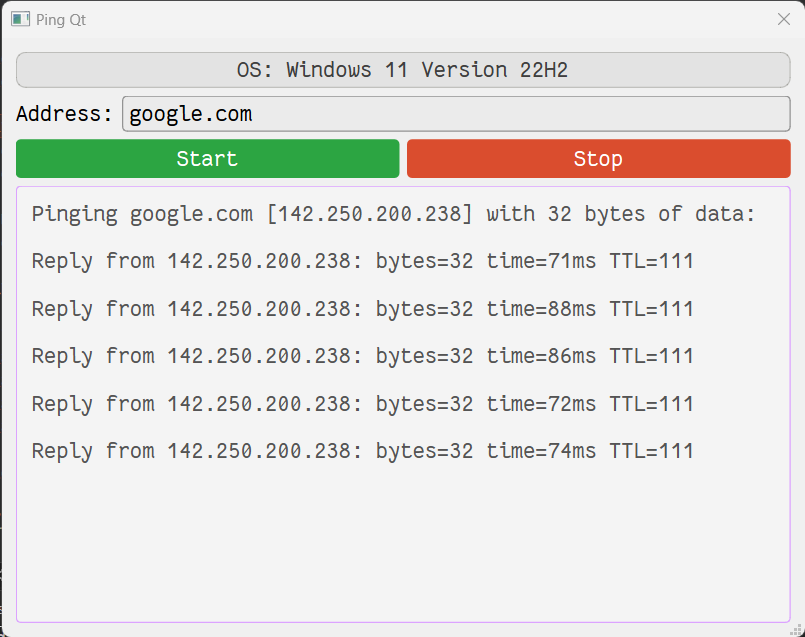 Ping Qt
OS: Windows 11 Version 22H2
Address: google.com
Start Stop
Pinging google.com [142.250.200.238] with 32 bytes of data:
Reply from 142.250.200.238: bytes=32 time=71ms TTL=111
Reply from 142.250.200.238: bytes=32 time=88ms TTL=111
Reply from 142.250.200.238: bytes=32 time=86ms TTL=111
Reply from 142.250.200.238: bytes=32 time=72ms TTL=111
Reply from 142.250.200.238: bytes=32 time=74ms TTL=111